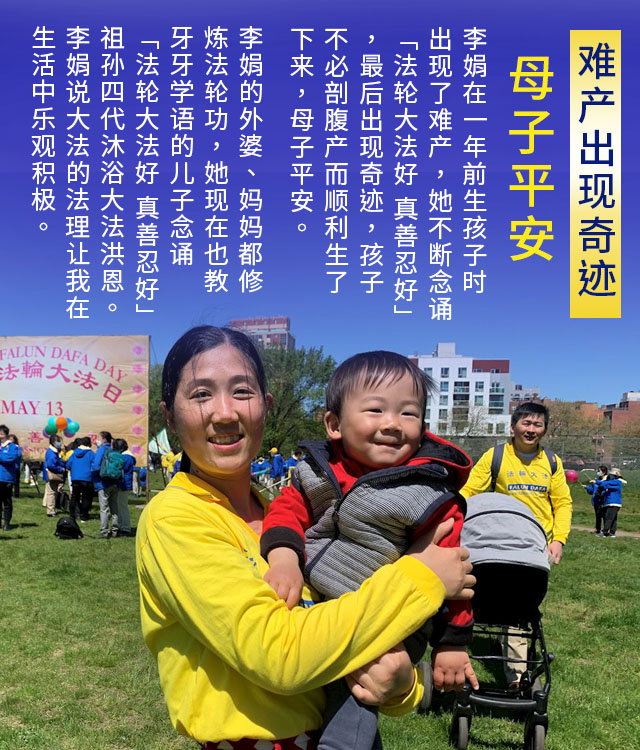 难产出现奇迹
母子平安
李娟在一年前生孩子时
出现了难产，她不断念诵
「法轮大法好 真善忍好」
，最后出现奇迹，孩子
不必剖腹产而顺利生了
下来，母子平安。
李娟的外婆、妈妈都修
炼法轮功，她现在也教
牙牙学语的儿子念诵
「法轮大法好 真善忍好」
祖孙四代沐浴大法洪恩。
李娟说大法的法理让我在
生活中乐观积极。
FALUN DAFA DAY
法輪大法日
MAY 13
法輪大法
FALUN DAFA